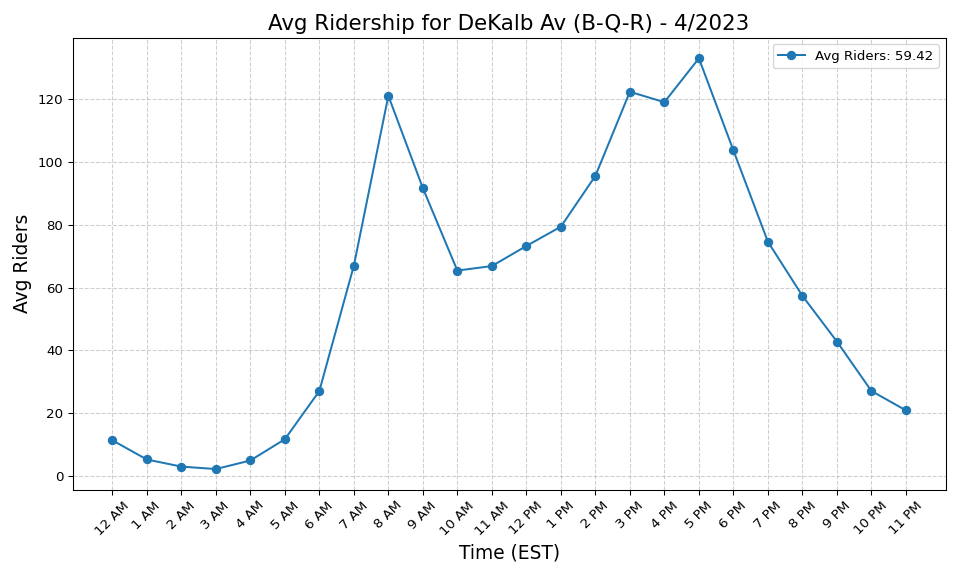 Avg Ridership for DeKalb Av (B-Q-R) - 4/2023
Avg Riders: 59.42
Avg Riders
120
100
80
60
40
20
0
12 AM
1 AM
2 AM
3 AM
4 AM
5 AM
6 AM
7 AM
8 AM
9 AM
10 AM
11 AM
12 PM
1 PM
2 PM
3 PM
4 PM
5 PM
6 PM
7 PM
8 PM
9 PM
10 PM
11 PM
Time (EST)